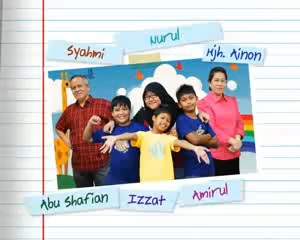 Syahmi
Nurul
Hjh. Ainon
Abu Shafian
Izzat
Amirul